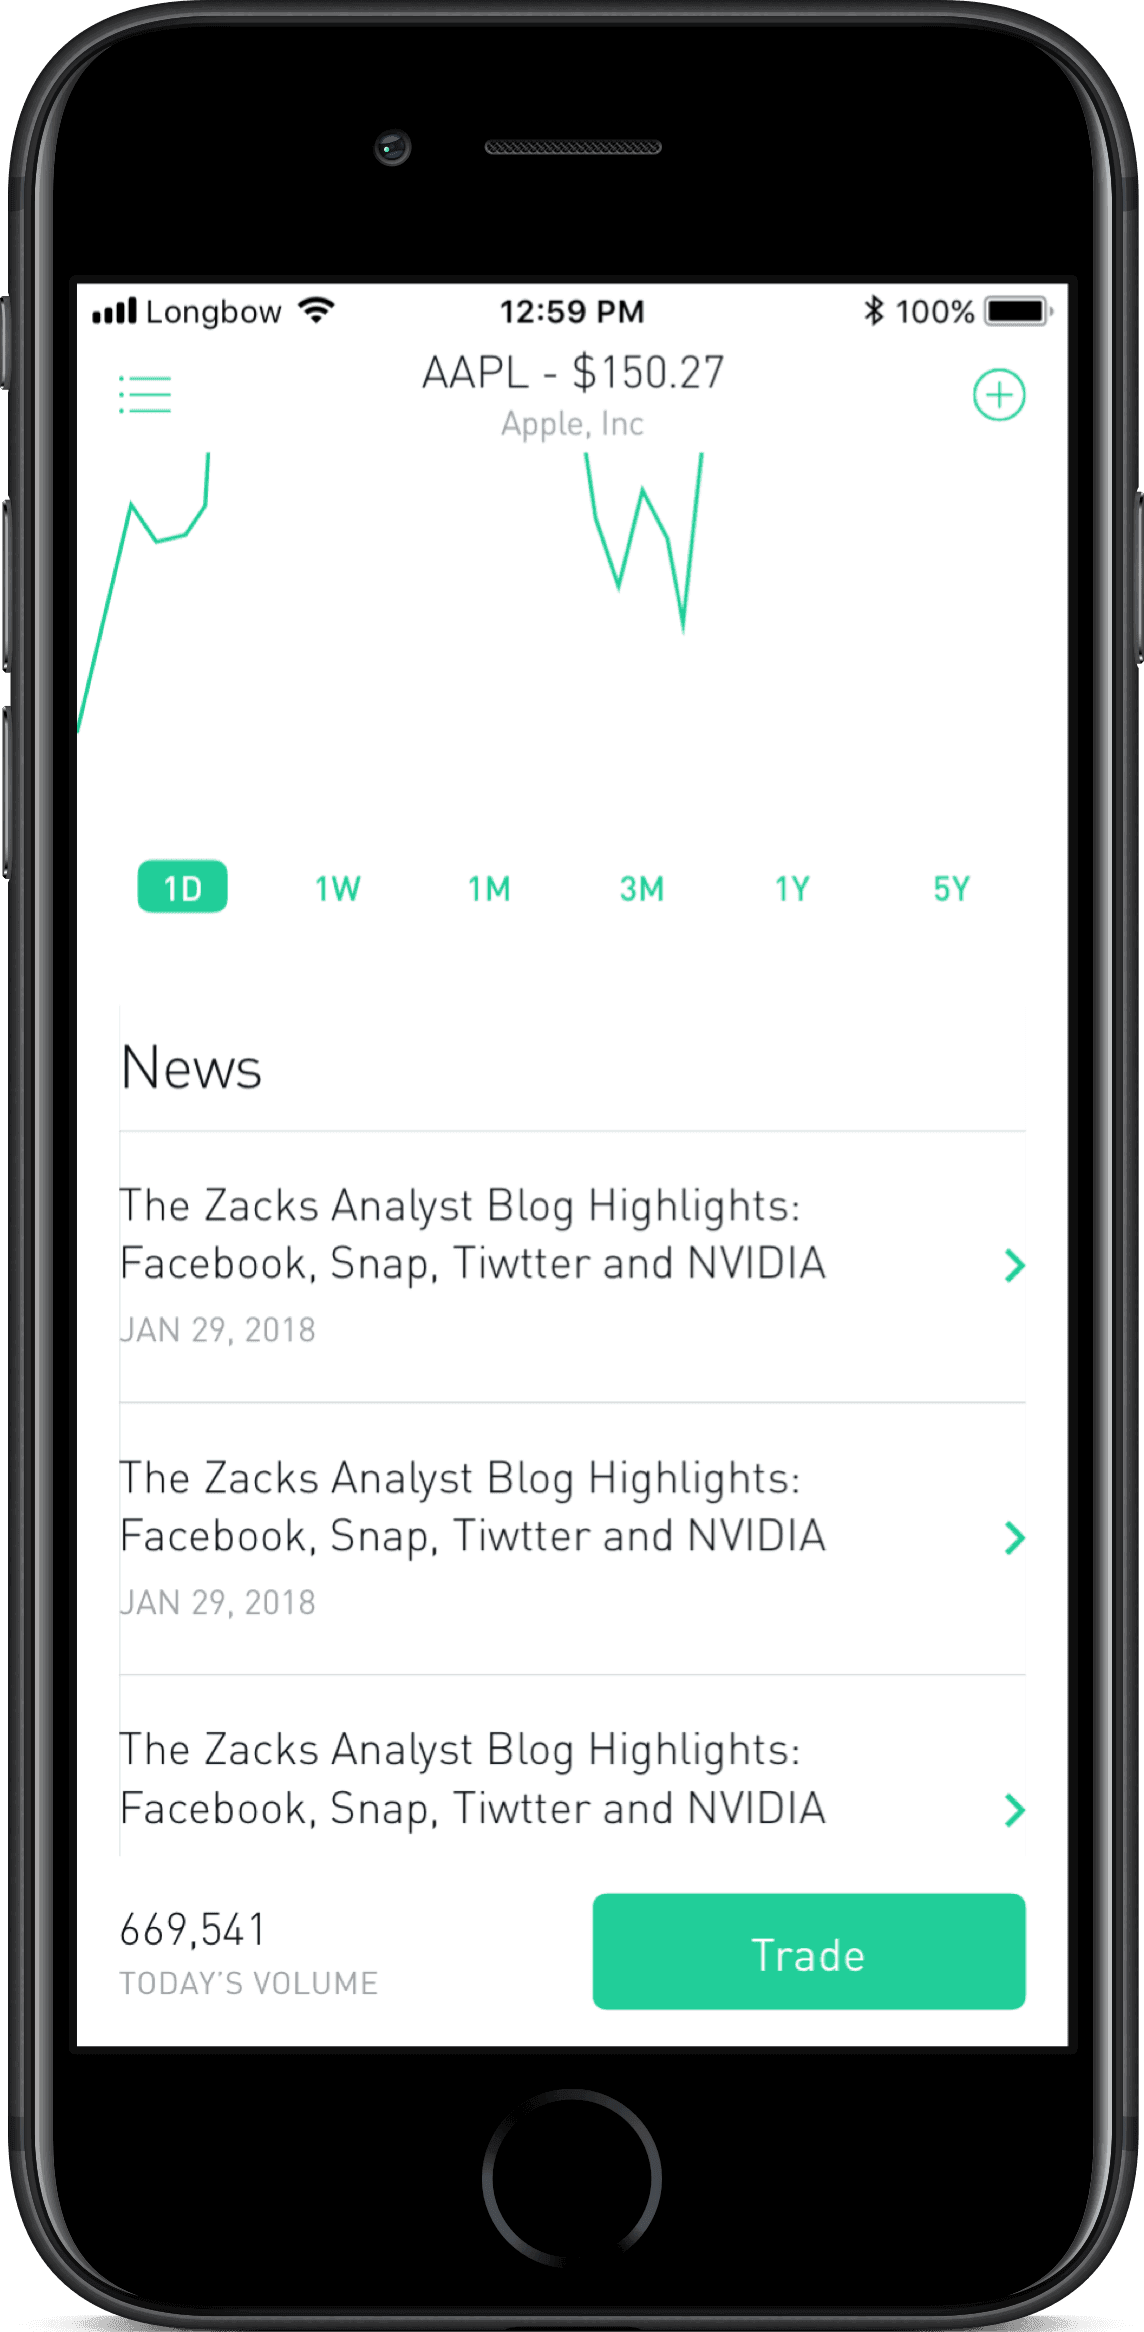 Longbow 12:59 PM 100%
AAPL - $150.27
Apple, Inc
1D 1W 1M 3M 1Y 5Y
News
The Zacks Analyst Blog Highlights:
Facebook, Snap, Tiwtter and NVIDIA
JAN 29, 2018
The Zacks Analyst Blog Highlights:
Facebook, Snap, Tiwtter and NVIDIA
JAN 29, 2018
The Zacks Analyst Blog Highlights:
Facebook, Snap, Tiwtter and NVIDIA
669,541
TODAY'S VOLUME
Trade